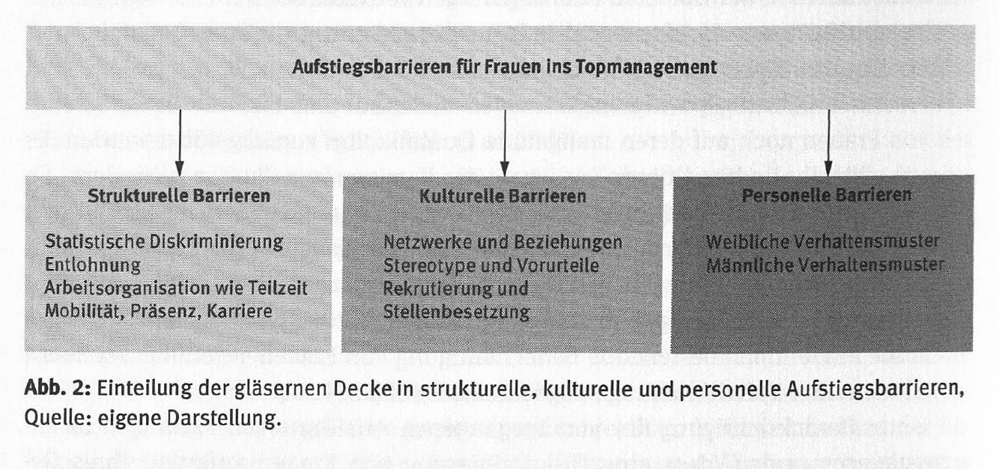 Aufstiegsbarrieren für Frauen ins Topmanagement
Strukturelle Barrieren
Statistische Diskriminierung
Entlohnung
Arbeitsorganisation wie Teilzeit
Mobilität, Präsenz, Karriere
Kulturelle Barrieren
Netzwerke und Beziehungen
Stereotype und Vorurteile
Rekrutierung und
Stellenbesetzung
Personelle Barrieren
Weibliche Verhaltensmuster
Männliche Verhaltensmuster
Abb. 2: Einteilung der gläsernen Decke in strukturelle, kulturelle und personelle Aufstiegsbarrieren,
Quelle: eigene Darstellung.